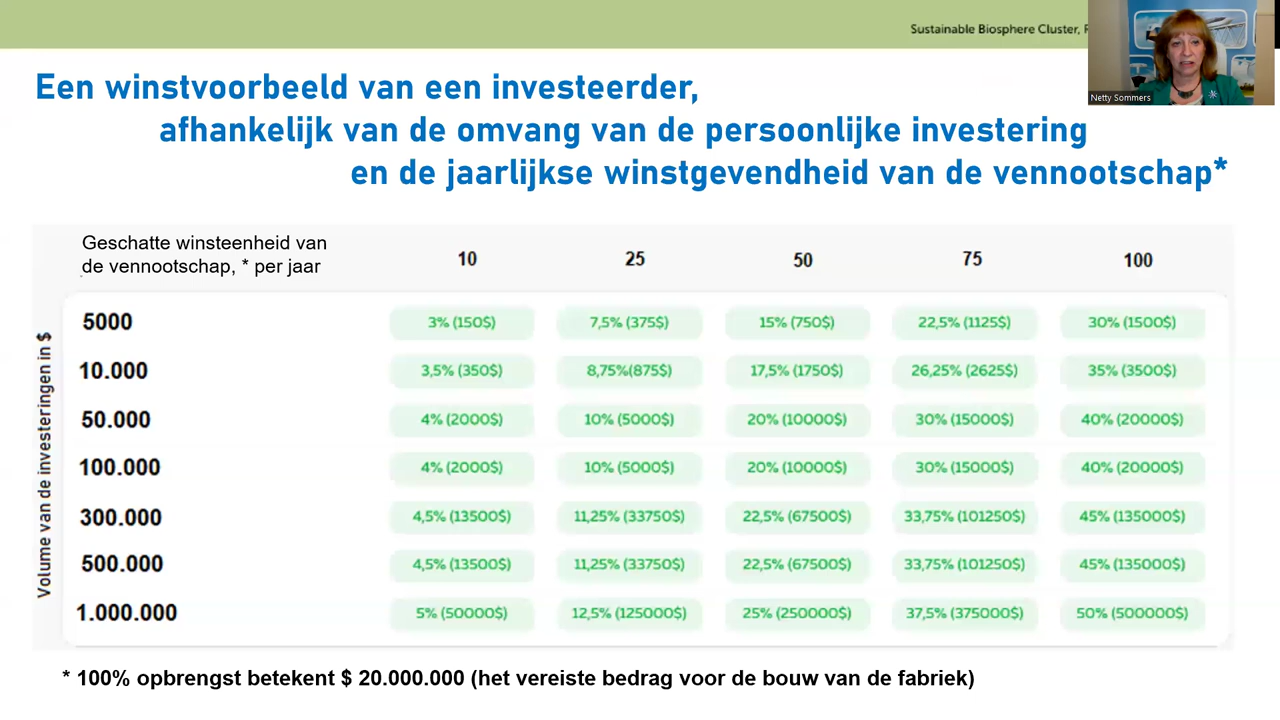 Sustainable Biosphere Cluster,
Netty Sommers
Een winstvoorbeeld van een investeerder,
afhankelijk van de omvang van de persoonlijke investering
en de jaarlijkse winstgevendheid van de vennootschap*
Geschatte winsteenheid van
de vennootschap, * per jaar
10 25 50 75 100
Volume van de investeringen in $
5000 3% (150$) 7,5% (375$) 15% (750$) 22,5% (1125$) 30% (1500$)
10.000 3,5% (350$) 8,75%(875$) 17,5% (1750$) 26,25% (2625$) 35% (3500$)
50.000 4% (2000$) 10% (5000$) 20% (10000$) 30% (15000$) 40% (20000$)
100.000 4% (2000$) 10% (5000$) 20% (10000$) 30% (15000$) 40% (20000$)
300.000 4,5% (13500$) 11,25% (33750$) 22,5% (67500$) 33,75% (101250$) 45% (135000$)
500.000 4,5% (13500$) 11,25% (33750$) 22,5% (67500$) 33,75% (101250$) 45% (135000$)
1.000.000 5% (50000$) 12,5% (125000$) 25% (250000$) 37,5% (375000$) 50% (500000$)
* 100% opbrengst betekent $ 20.000.000 (het vereiste bedrag voor de bouw van de fabriek)